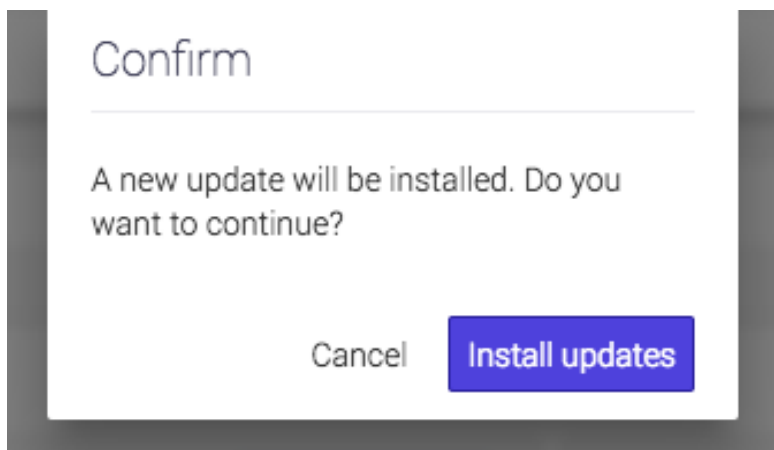 Confirm
A new update will be installed. Do you
want to continue?
Cancel
Install updates